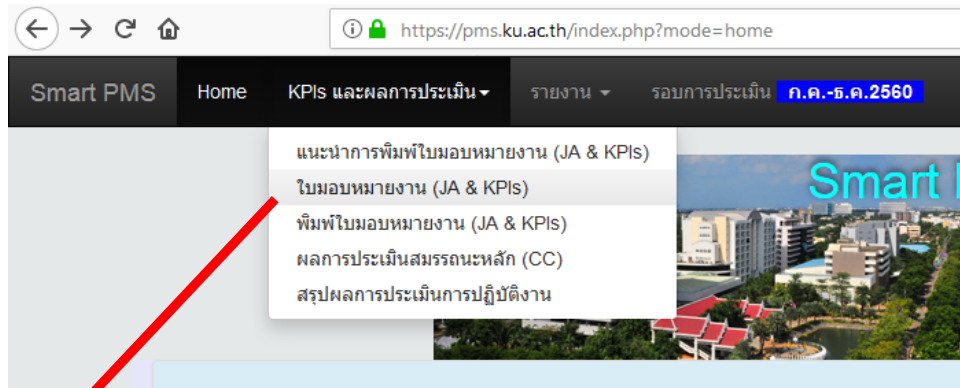 https://pms.ku.ac.th/index.php?mode=home
Smart PMS Home KPIs และผลการประเมิน รายงาน รอบการประเมิน ก.ค.-ธ.ค.2560
แนะนำการพิมพ์ใบมอบหมายงาน (JA & KPIs)
ใบมอบหมายงาน (JA & KPIs)
พิมพ์ใบมอบหมายงาน (JA & KPIs)
ผลการประเมินสมรรถนะหลัก (CC)
สรุปผลการประเมินการปฏิบัติงาน
Smart